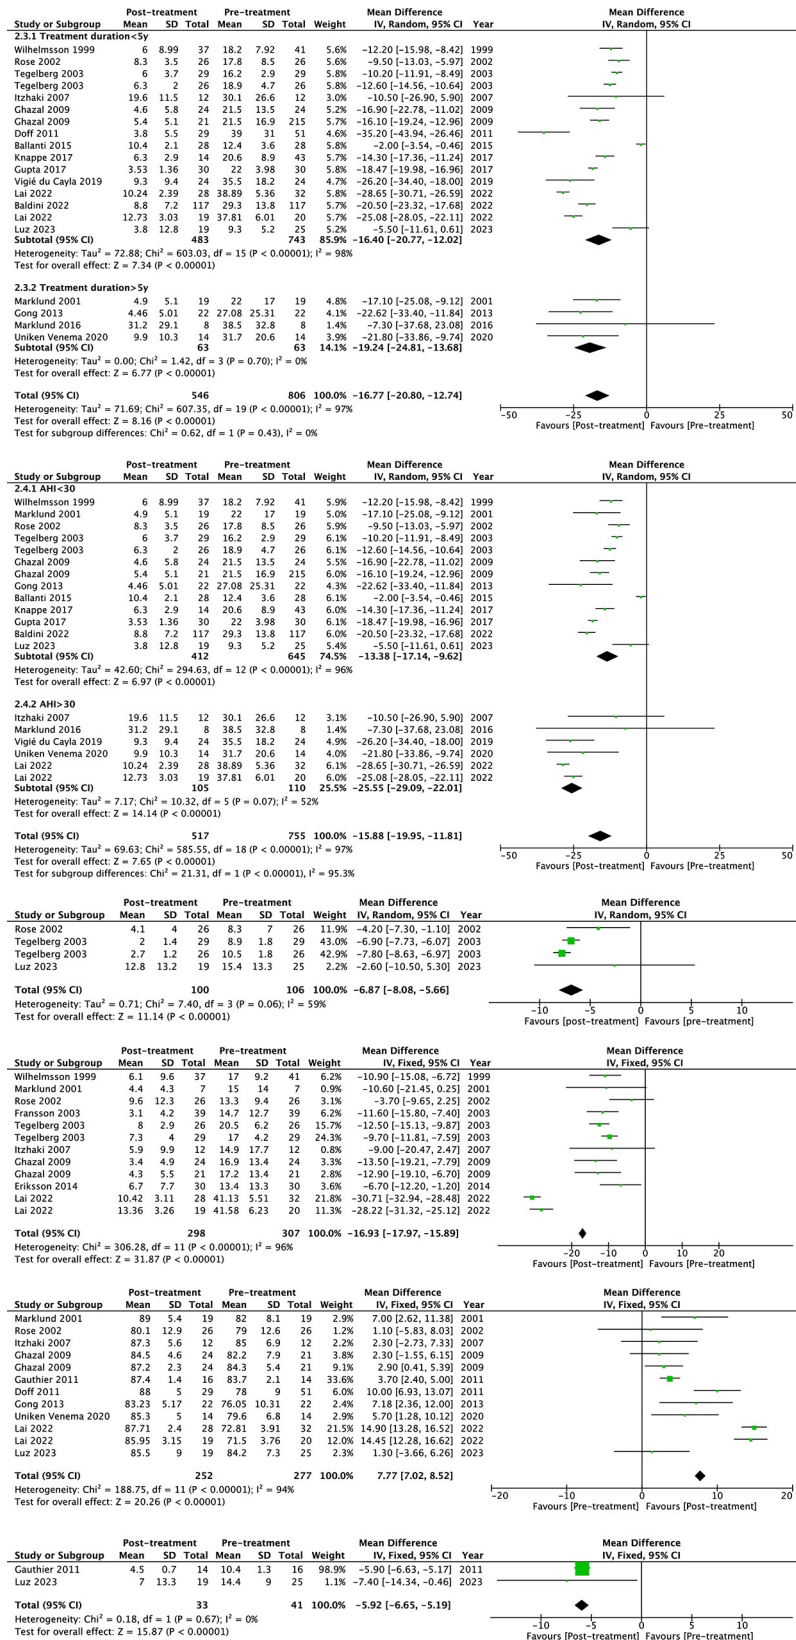 Post-treatment Pre-treatment Mean Difference Mean Difference
Study or Subgroup Mean SD Total Mean SD Total Weight IV, Random, 95% CI Year IV, Random, 95% CI
2.3.1 Treatment duration<5y
Wilhelmsson 1999 6 8.99 37 18.2 7.92 41 5.6% −12.20 [−15.98, −8.42] 1999
Rose 2002 8.3 3.5 26 17.8 8.5 26 5.6% −9.50 [−13.03, −5.97] 2002
Tegelberg 2003 6 3.7 29 16.2 2.9 29 5.8% −10.20 [−11.91, −8.49] 2003
Tegelberg 2003 6.3 2 26 18.9 4.7 26 5.8% −12.60 [−14.56, −10.64] 2003
Itzhaki 2007 19.6 11.5 12 30.1 26.6 12 3.2% −10.50 [−26.90, 5.90] 2007
Ghazal 2009 4.6 5.8 24 21.5 13.5 24 5.3% −16.90 [−22.78, −11.02] 2009
Ghazal 2009 5.4 5.1 21 21.5 16.9 215 5.7% −16.10 [−19.24, −12.96] 2009
Doff 2011 3.8 5.5 29 39 31 51 4.7% −35.20 [−43.94, −26.46] 2011
Ballanti 2015 10.4 2.1 28 12.4 3.6 28 5.8% −2.00 [−3.54, −0.46] 2015
Knappe 2017 6.3 2.9 14 20.6 8.9 43 5.7% −14.30 [−17.36, −11.24] 2017
Gupta 2017 3.53 1.36 30 22 3.98 30 5.8% −18.47 [−19.98, −16.96] 2017
Vigié du Cayla 2019 9.3 9.4 24 35.5 18.2 24 4.8% −26.20 [−34.40, −18.00] 2019
Lai 2022 10.24 2.39 28 38.89 5.36 32 5.8% −28.65 [−30.71, −26.59] 2022
Baldini 2022 8.8 7.2 117 29.3 13.8 117 5.7% −20.50 [−23.32, −17.68] 2022
Lai 2022 12.73 3.03 19 37.81 6.01 20 5.7% −25.08 [−28.05, −22.11] 2022
Luz 2023 3.8 12.8 19 9.3 5.2 25 5.2% −5.50 [−11.61, 0.61] 2023
Subtotal (95% CI) 483 743 85.9% −16.40 [−20.77, −12.02]
Heterogeneity: Tau² = 72.88; Chi² = 603.03, df = 15 (P < 0.00001); I² = 98%
Test for overall effect: Z = 7.34 (P < 0.00001)
2.3.2 Treatment duration>5y
Marklund 2001 4.9 5.1 19 22 17 19 4.8% −17.10 [−25.08, −9.12] 2001
Gong 2013 4.46 5.01 22 27.08 25.31 22 4.2% −22.62 [−33.40, −11.84] 2013
Marklund 2016 31.2 29.1 8 38.5 32.8 8 1.4% −7.30 [−37.68, 23.08] 2016
Uniken Venema 2020 9.9 10.3 14 31.7 20.6 14 3.9% −21.80 [−33.86, −9.74] 2020
Subtotal (95% CI) 63 63 14.1% −19.24 [−24.81, −13.68]
Heterogeneity: Tau² = 0.00; Chi² = 1.42, df = 3 (P = 0.70); I² = 0%
Test for overall effect: Z = 6.77 (P < 0.00001)
Total (95% CI) 546 806 100.0% −16.77 [−20.80, −12.74]
Heterogeneity: Tau² = 71.69; Chi² = 607.35, df = 19 (P < 0.00001); I² = 97%
−50 −25 0 25 50
Test for overall effect: Z = 8.16 (P < 0.00001)
Favours [Post-treatment] Favours [Pre-treatment]
Test for subgroup differences: Chi² = 0.62, df = 1 (P = 0.43), I² = 0%
Post-treatment Pre-treatment Mean Difference Mean Difference
Study or Subgroup Mean SD Total Mean SD Total Weight IV, Random, 95% CI Year IV, Random, 95% CI
2.4.1 AHI<30
Wilhelmsson 1999 6 8.99 37 18.2 7.92 41 5.9% −12.20 [−15.98, −8.42] 1999
Marklund 2001 4.9 5.1 19 22 17 19 5.0% −17.10 [−25.08, −9.12] 2001
Rose 2002 8.3 3.5 26 17.8 8.5 26 5.9% −9.50 [−13.03, −5.97] 2002
Tegelberg 2003 6 3.7 29 16.2 2.9 29 6.1% −10.20 [−11.91, −8.49] 2003
Tegelberg 2003 6.3 2 26 18.9 4.7 26 6.1% −12.60 [−14.56, −10.64] 2003
Ghazal 2009 4.6 5.8 24 21.5 13.5 24 5.5% −16.90 [−22.78, −11.02] 2009
Ghazal 2009 5.4 5.1 21 21.5 16.9 215 6.0% −16.10 [−19.24, −12.96] 2009
Gong 2013 4.46 5.01 22 27.08 25.31 22 4.3% −22.62 [−33.40, −11.84] 2013
Ballanti 2015 10.4 2.1 28 12.4 3.6 28 6.2% −2.00 [−3.54, −0.46] 2015
Knappe 2017 6.3 2.9 14 20.6 8.9 43 6.0% −14.30 [−17.36, −11.24] 2017
Gupta 2017 3.53 1.36 30 22 3.98 30 6.2% −18.47 [−19.98, −16.96] 2017
Baldini 2022 8.8 7.2 117 29.3 13.8 117 6.0% −20.50 [−23.32, −17.68] 2022
Luz 2023 3.8 12.8 19 9.3 5.2 25 5.4% −5.50 [−11.61, 0.61] 2023
Subtotal (95% CI) 412 645 74.5% −13.38 [−17.14, −9.62]
Heterogeneity: Tau² = 42.60; Chi² = 294.63, df = 12 (P < 0.00001); I² = 96%
Test for overall effect: Z = 6.97 (P < 0.00001)
2.4.2 AHI>30
Itzhaki 2007 19.6 11.5 12 30.1 26.6 12 3.1% −10.50 [−26.90, 5.90] 2007
Marklund 2016 31.2 29.1 8 38.5 32.8 8 1.4% −7.30 [−37.68, 23.08] 2016
Vigié du Cayla 2019 9.3 9.4 24 35.5 18.2 24 4.9% −26.20 [−34.40, −18.00] 2019
Uniken Venema 2020 9.9 10.3 14 31.7 20.6 14 4.0% −21.80 [−33.86, −9.74] 2020
Lai 2022 10.24 2.39 28 38.89 5.36 32 6.1% −28.65 [−30.71, −26.59] 2022
Lai 2022 12.73 3.03 19 37.81 6.01 20 6.0% −25.08 [−28.05, −22.11] 2022
Subtotal (95% CI) 105 110 25.5% −25.55 [−29.09, −22.01]
Heterogeneity: Tau² = 7.17; Chi² = 10.32, df = 5 (P = 0.07); I² = 52%
Test for overall effect: Z = 14.14 (P < 0.00001)
Total (95% CI) 517 755 100.0% −15.88 [−19.95, −11.81]
Heterogeneity: Tau² = 69.63; Chi² = 585.55, df = 18 (P < 0.00001); I² = 97%
−50 −25 0 25 50
Test for overall effect: Z = 7.65 (P < 0.00001)
Favours [Post-treatment] Favours [Pre-treatment]
Test for subgroup differences: Chi² = 21.31, df = 1 (P < 0.00001), I² = 95.3%
Post-treatment Pre-treatment Mean Difference Mean Difference
Study or Subgroup Mean SD Total Mean SD Total Weight IV, Random, 95% CI Year IV, Random, 95% CI
Rose 2002 4.1 4 26 8.3 7 26 11.9% −4.20 [−7.30, −1.10] 2002
Tegelberg 2003 2 1.4 29 8.9 1.8 29 43.0% −6.90 [−7.73, −6.07] 2003
Tegelberg 2003 2.7 1.2 26 10.5 1.8 26 42.9% −7.80 [−8.63, −6.97] 2003
Luz 2023 12.8 13.2 19 15.4 13.3 25 2.2% −2.60 [−10.50, 5.30] 2023
Total (95% CI) 100 106 100.0% −6.87 [−8.08, −5.66]
Heterogeneity: Tau² = 0.71; Chi² = 7.40, df = 3 (P = 0.06); I² = 59%
−10 −5 0 5 10
Test for overall effect: Z = 11.14 (P < 0.00001)
Favours [post-treatment] Favours [pre-treatment]
Post-treatment Pre-treatment Mean Difference Mean Difference
Study or Subgroup Mean SD Total Mean SD Total Weight IV, Fixed, 95% CI Year IV, Fixed, 95% CI
Wilhelmsson 1999 6.1 9.6 37 17 9.2 41 6.2% −10.90 [−15.08, −6.72] 1999
Marklund 2001 4.4 4.3 7 15 14 7 0.9% −10.60 [−21.45, 0.25] 2001
Rose 2002 9.6 12.3 26 13.3 9.4 26 3.1% −3.70 [−9.65, 2.25] 2002
Fransson 2003 3.1 4.2 39 14.7 12.7 39 6.1% −11.60 [−15.80, −7.40] 2003
Tegelberg 2003 8 2.9 26 20.5 6.2 26 15.6% −12.50 [−15.13, −9.87] 2003
Tegelberg 2003 7.3 4 29 17 4.2 29 24.3% −9.70 [−11.81, −7.59] 2003
Itzhaki 2007 5.9 9.9 12 14.9 17.7 12 0.8% −9.00 [−20.47, 2.47] 2007
Ghazal 2009 3.4 4.9 24 16.9 13.4 24 3.4% −13.50 [−19.21, −7.79] 2009
Ghazal 2009 4.3 5.5 21 17.2 13.4 21 2.8% −12.90 [−19.10, −6.70] 2009
Eriksson 2014 6.7 7.7 30 13.4 13.3 30 3.6% −6.70 [−12.20, −1.20] 2014
Lai 2022 10.42 3.11 28 41.13 5.51 32 21.8% −30.71 [−32.94, −28.48] 2022
Lai 2022 13.36 3.26 19 41.58 6.23 20 11.3% −28.22 [−31.32, −25.12] 2022
Total (95% CI) 298 307 100.0% −16.93 [−17.97, −15.89]
Heterogeneity: Chi² = 306.28, df = 11 (P < 0.00001); I² = 96%
−20 −10 0 10 20
Test for overall effect: Z = 31.87 (P < 0.00001)
Favours [Post-treatment] Favours [Pre-treatment]
Post-treatment Pre-treatment Mean Difference Mean Difference
Study or Subgroup Mean SD Total Mean SD Total Weight IV, Fixed, 95% CI Year IV, Fixed, 95% CI
Marklund 2001 89 5.4 19 82 8.1 19 2.9% 7.00 [2.62, 11.38] 2001
Rose 2002 80.1 12.9 26 79 12.6 26 1.2% 1.10 [−5.83, 8.03] 2002
Itzhaki 2007 87.3 5.6 12 85 6.9 12 2.2% 2.30 [−2.73, 7.33] 2007
Ghazal 2009 84.5 4.6 24 82.2 7.9 21 3.8% 2.30 [−1.55, 6.15] 2009
Ghazal 2009 87.2 2.3 24 84.3 5.4 21 9.1% 2.90 [0.41, 5.39] 2009
Gauthier 2011 87.4 1.4 16 83.7 2.1 14 33.6% 3.70 [2.40, 5.00] 2011
Doff 2011 88 5 29 78 9 51 6.0% 10.00 [6.93, 13.07] 2011
Gong 2013 83.23 5.17 22 76.05 10.31 22 2.4% 7.18 [2.36, 12.00] 2013
Uniken Venema 2020 85.3 5 14 79.6 6.8 14 2.9% 5.70 [1.28, 10.12] 2020
Lai 2022 87.71 2.4 28 72.81 3.91 32 21.5% 14.90 [13.28, 16.52] 2022
Lai 2022 85.95 3.15 19 71.5 3.76 20 12.0% 14.45 [12.28, 16.62] 2022
Luz 2023 85.5 9 19 84.2 7.3 25 2.3% 1.30 [−3.66, 6.26] 2023
Total (95% CI) 252 277 100.0% 7.77 [7.02, 8.52]
Heterogeneity: Chi² = 188.75, df = 11 (P < 0.00001); I² = 94%
−20 −10 0 10 20
Test for overall effect: Z = 20.26 (P < 0.00001)
Favours [Pre-treatment] Favours [Post-treatment]
Post-treatment Pre-treatment Mean Difference Mean Difference
Study or Subgroup Mean SD Total Mean SD Total Weight IV, Fixed, 95% CI Year IV, Fixed, 95% CI
Gauthier 2011 4.5 0.7 14 10.4 1.3 16 98.9% −5.90 [−6.63, −5.17] 2011
Luz 2023 7 13.3 19 14.4 9 25 1.1% −7.40 [−14.34, −0.46] 2023
Total (95% CI) 33 41 100.0% −5.92 [−6.65, −5.19]
Heterogeneity: Chi² = 0.18, df = 1 (P = 0.67); I² = 0%
−10 −5 0 5 10
Test for overall effect: Z = 15.87 (P < 0.00001)
Favours [Post-treatment] Favours [Pre-treatment]